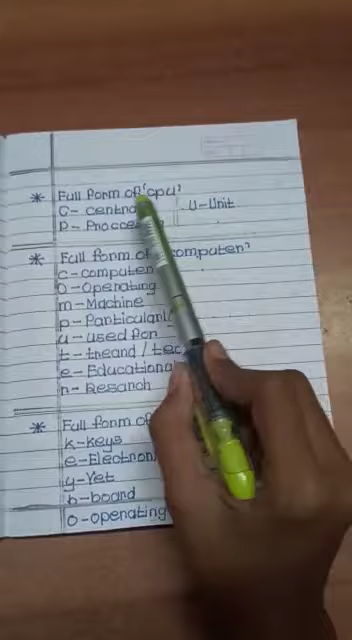 * Full form of 'cpu'
C - centra
U - Unit
P - Procces
* Full form of computer'
c - computer
O - Operating
m - Machine
p - Particularl
u - used for
t - treand / tec
e - Educational
r - Resarch
* Full form of
k - keys
e - Electron
y - Yet
b - board
o - operating